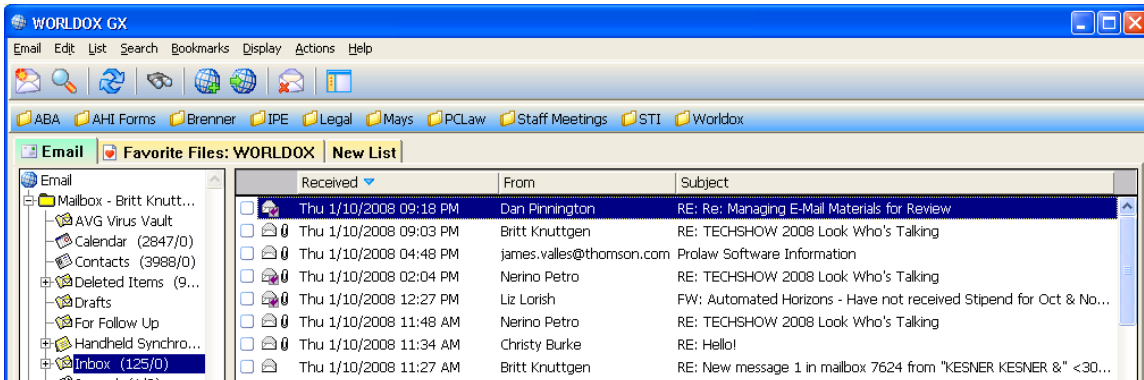 WORLDOX GX
Email Edit List Search Bookmarks Display Actions Help
ABA AHI Forms Brenner IPE Legal Mays PCLaw Staff Meetings STI Worldox
Email Favorite Files: WORLDOX New List
Email
Mailbox - Britt Knutt...
AVG Virus Vault
Calendar (2847/0)
Contacts (3988/0)
Deleted Items (9...
Drafts
For Follow Up
Handheld Synchro...
Inbox (125/0)
Received From Subject
Thu 1/10/2008 09:18 PM Dan Pinnington RE: Re: Managing E-Mail Materials for Review
Thu 1/10/2008 09:03 PM Britt Knuttgen RE: TECHSHOW 2008 Look Who's Talking
Thu 1/10/2008 04:48 PM james.valles@thomson.com Prolaw Software Information
Thu 1/10/2008 02:04 PM Nerino Petro RE: TECHSHOW 2008 Look Who's Talking
Thu 1/10/2008 12:27 PM Liz Lorish FW: Automated Horizons - Have not received Stipend for Oct & No...
Thu 1/10/2008 11:48 AM Nerino Petro RE: TECHSHOW 2008 Look Who's Talking
Thu 1/10/2008 11:34 AM Christy Burke RE: Hello!
Thu 1/10/2008 11:27 AM Britt Knuttgen RE: New message 1 in mailbox 7624 from "KESNER KESNER &" <30...